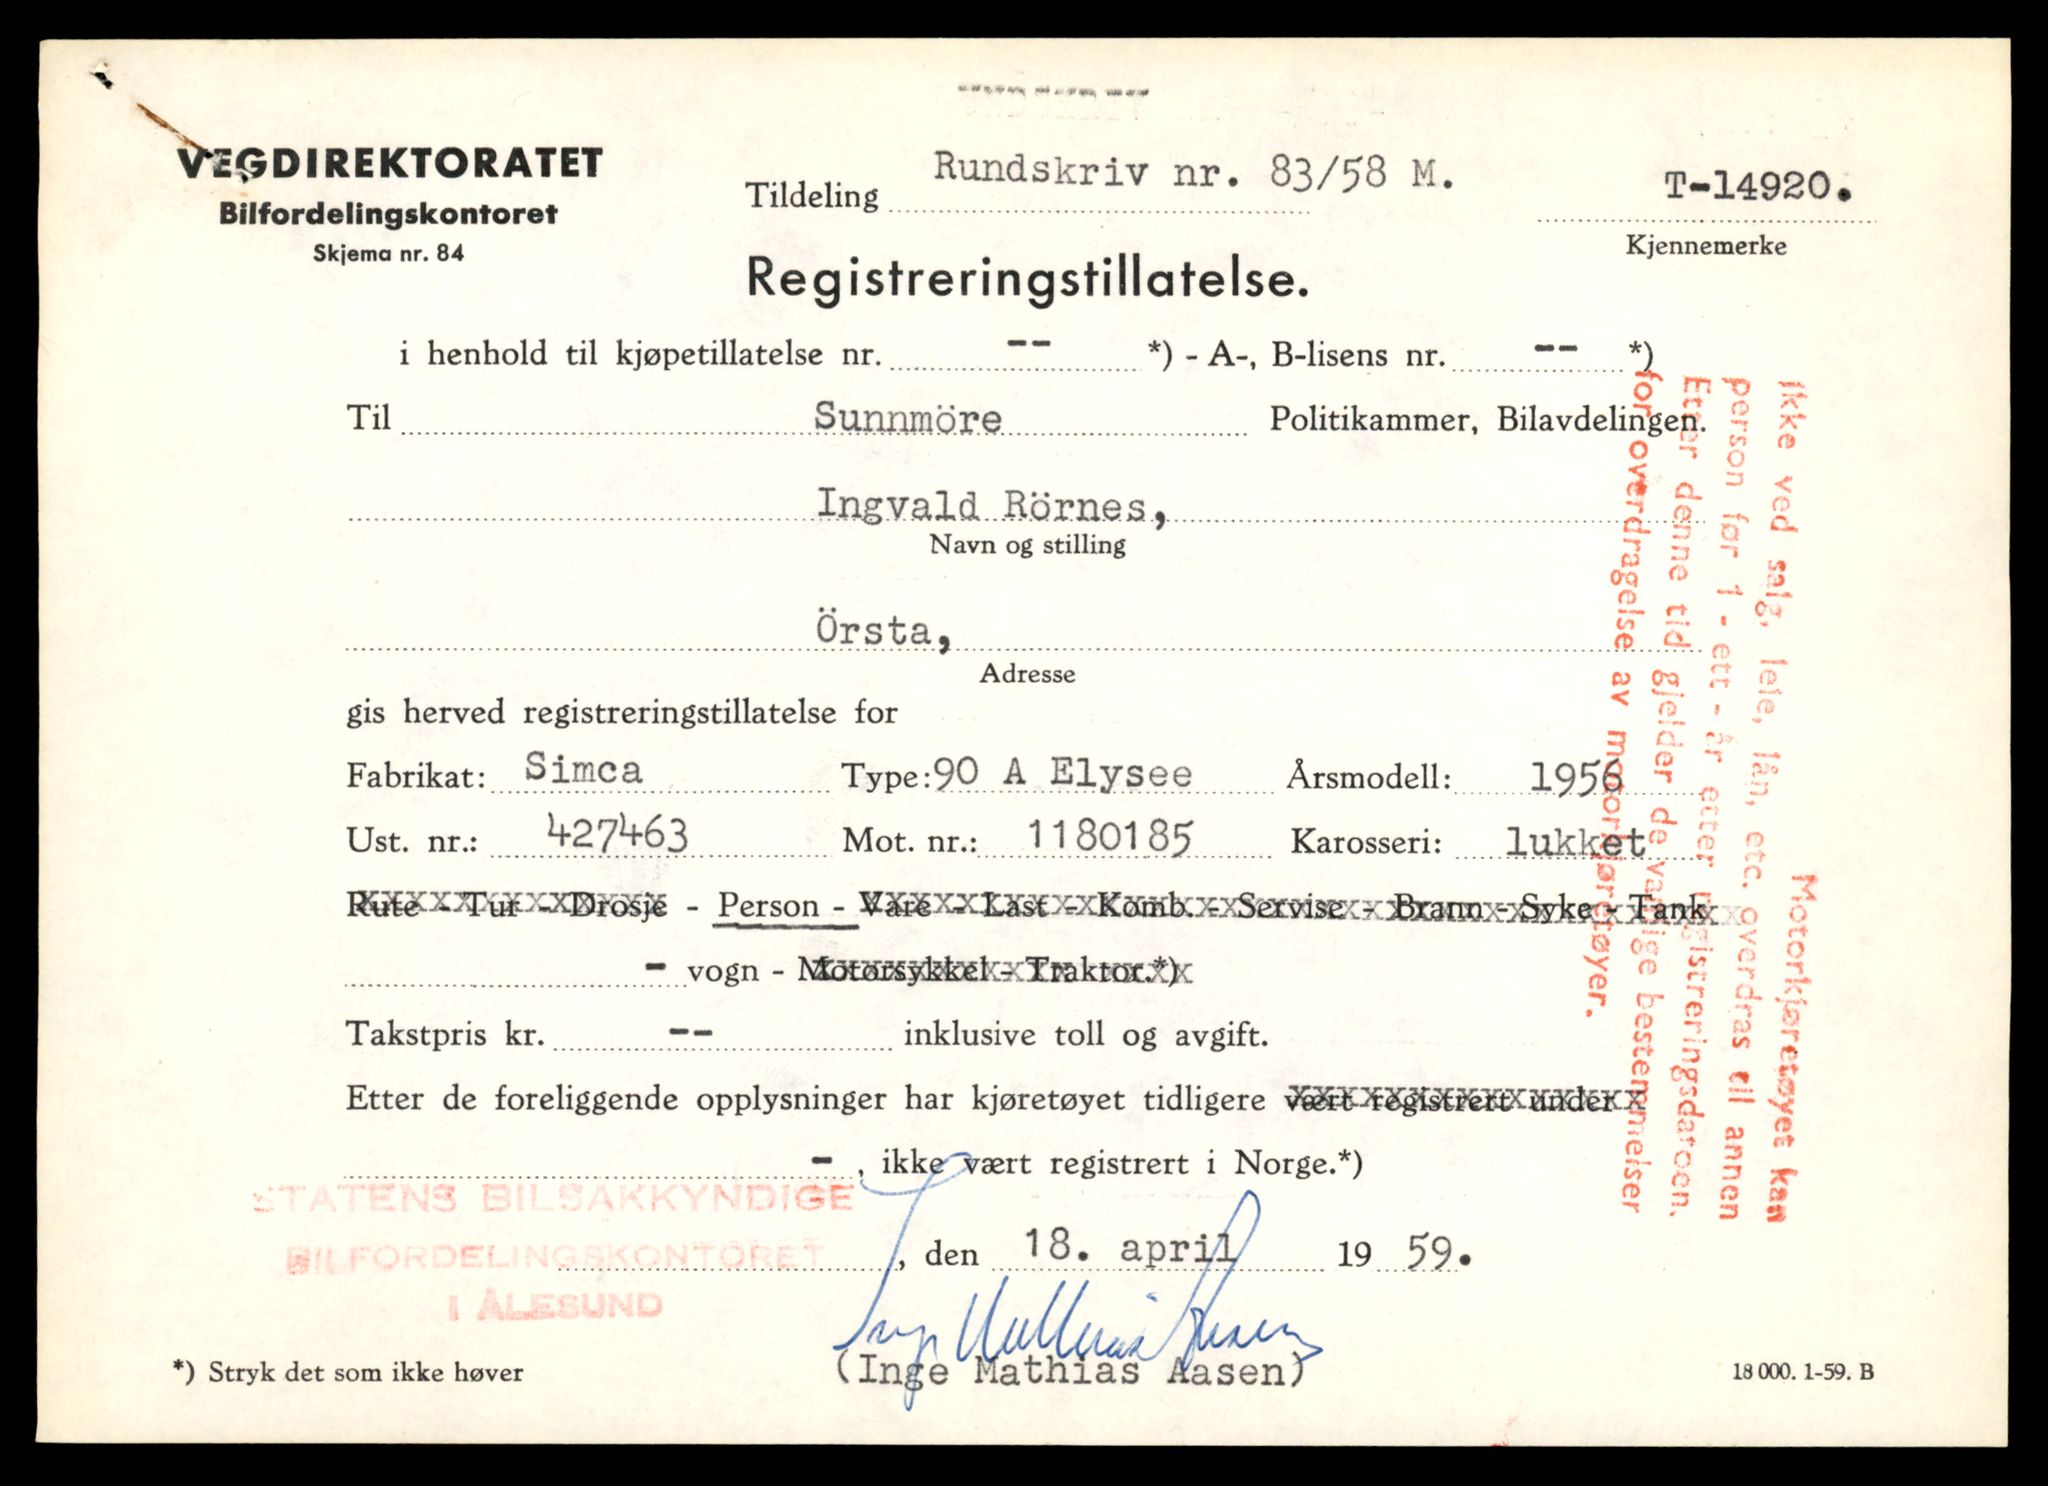 VEGDIREKTORATET
Bilfordelingskontoret
Skjema nr. 84
Tildeling Rundskriv nr. 83/58 M.
T-14920.
Kjennemerke
Registreringstillatelse.
i henhold til kjøpetillatelse nr. -- *) - A-, B-lisens nr. -- *)
Til Sunnmöre Politikammer, Bilavdelingen.
Ingvald Rörnes,
Navn og stilling
Örsta,
Adresse
gis herved registreringstillatelse for
Fabrikat: Simca Type: 90 A Elysee Årsmodell: 1956
Ust. nr.: 427463 Mot. nr.: 1180185 Karosseri: lukket
Rute - Tur - Drosje - Person - Vare - Last - Komb. - Servise - Brann - Syke - Tank
- vogn - Motorsykkel - Traktor.*)
Takstpris kr. -- inklusive toll og avgift.
Etter de foreliggende opplysninger har kjøretøyet tidligere vært registrert under
- , ikke vært registrert i Norge.*)
STATENS BILSAKKYNDIGE
BILFORDELINGSKONTORET
I ÅLESUND
, den 18. april 1959.
Inge Mathias Aasen
(Inge Mathias Aasen)
*) Stryk det som ikke høver
18 000. 1-59. B
Motorkjøretøyet kan
ikke ved salg, leie, lån, etc. overdras til annen
person før 1 - ett - år etter registreringsdatoen.
Etter denne tid gjelder de vanlige bestemmelser
for overdragelse av motorkjøretøyer.